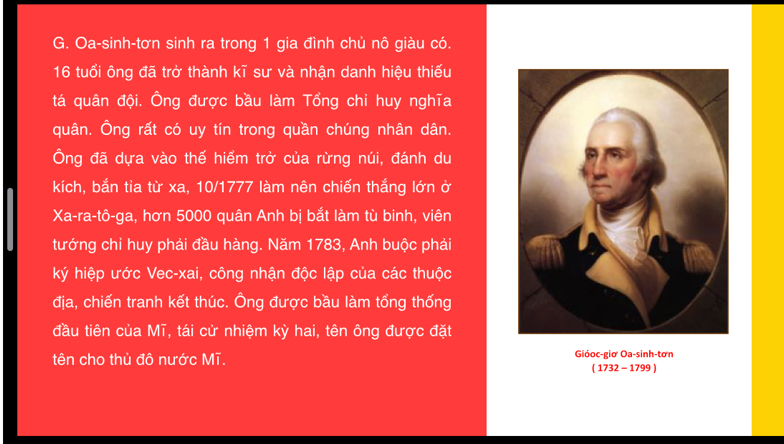 G. Oa-sinh-tơn sinh ra trong 1 gia đình chủ nô giàu có.
16 tuổi ông đã trở thành kĩ sư và nhận danh hiệu thiếu
tá quân đội. Ông được bầu làm Tổng chỉ huy nghĩa
quân. Ông rất có uy tín trong quần chúng nhân dân.
Ông đã dựa vào thế hiểm trở của rừng núi, đánh du
kích, bắn tỉa từ xa, 10/1777 làm nên chiến thắng lớn ở
Xa-ra-tô-ga, hơn 5000 quân Anh bị bắt làm tù binh, viên
tướng chỉ huy phải đầu hàng. Năm 1783, Anh buộc phải
ký hiệp ước Vec-xai, công nhận độc lập của các thuộc
địa, chiến tranh kết thúc. Ông được bầu làm tổng thống
đầu tiên của Mĩ, tái cử nhiệm kỳ hai, tên ông được đặt
tên cho thủ đô nước Mĩ.
Gióoc-giơ Oa-sinh-tơn
( 1732 – 1799 )